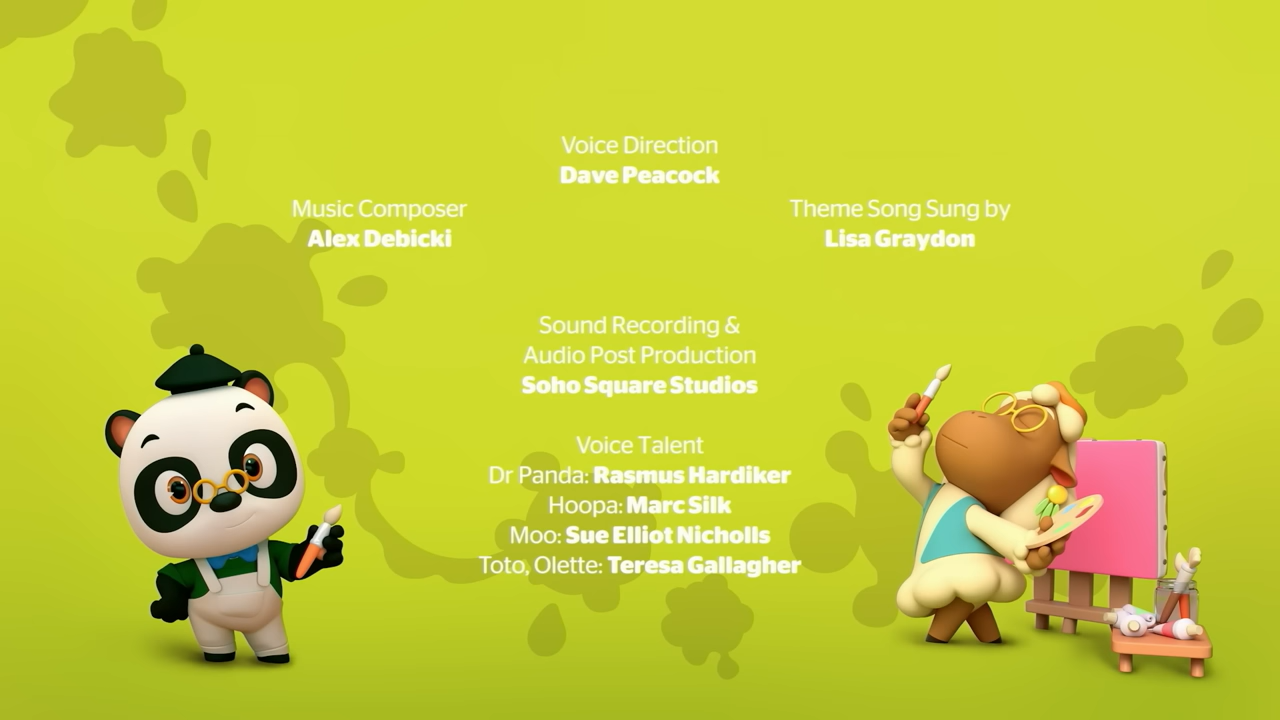 Voice Direction
Dave Peacock
Music Composer
Alex Debicki
Theme Song Sung by
Lisa Graydon
Sound Recording &
Audio Post Production
Soho Square Studios
Voice Talent
Dr Panda: Rasmus Hardiker
Hoopa: Marc Silk
Moo: Sue Elliot Nicholls
Toto, Olette: Teresa Gallagher